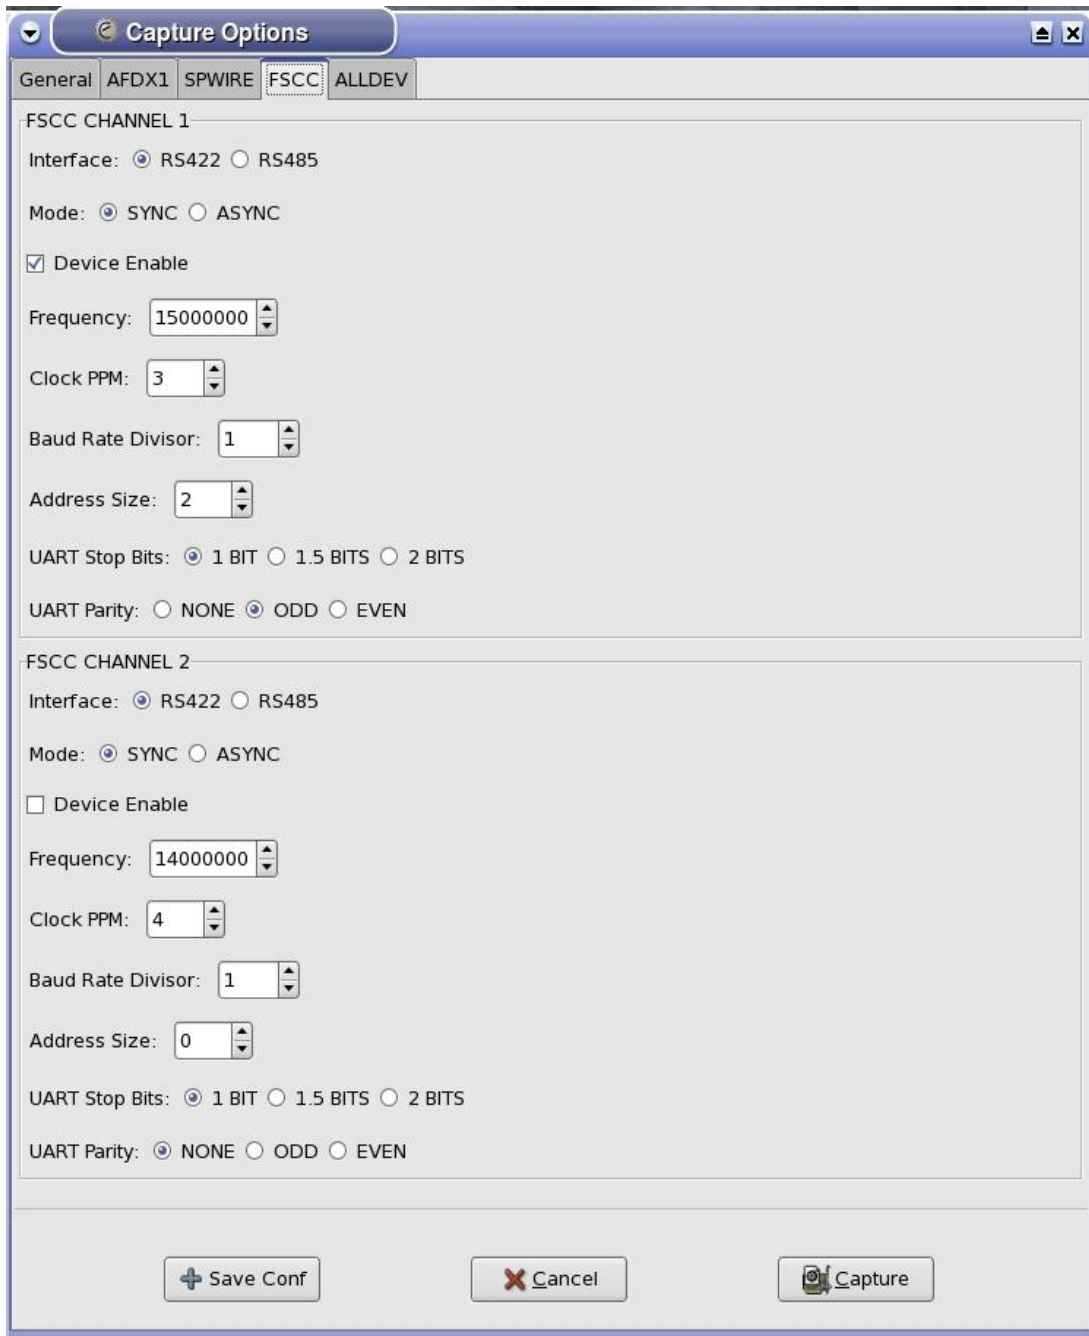 Capture Options
General AFDX1 SPWIRE FSCC ALLDEV
FSCC CHANNEL 1
Interface: RS422 RS485
Mode: SYNC ASYNC
Device Enable
Frequency: 15000000
Clock PPM: 3
Baud Rate Divisor: 1
Address Size: 2
UART Stop Bits: 1 BIT 1.5 BITS 2 BITS
UART Parity: NONE ODD EVEN
FSCC CHANNEL 2
Interface: RS422 RS485
Mode: SYNC ASYNC
Device Enable
Frequency: 14000000
Clock PPM: 4
Baud Rate Divisor: 1
Address Size: 0
UART Stop Bits: 1 BIT 1.5 BITS 2 BITS
UART Parity: NONE ODD EVEN
Save Conf Cancel Capture